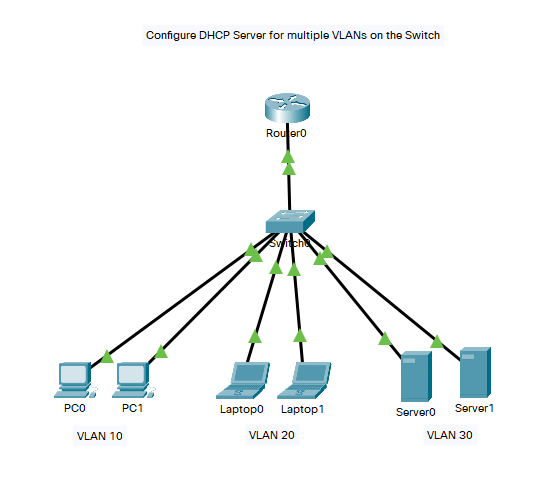 Configure DHCP Server for multiple VLANs on the Switch
Router0
Switch0
PC0
PC1
Laptop0
Laptop1
Server0
Server1
VLAN 10
VLAN 20
VLAN 30